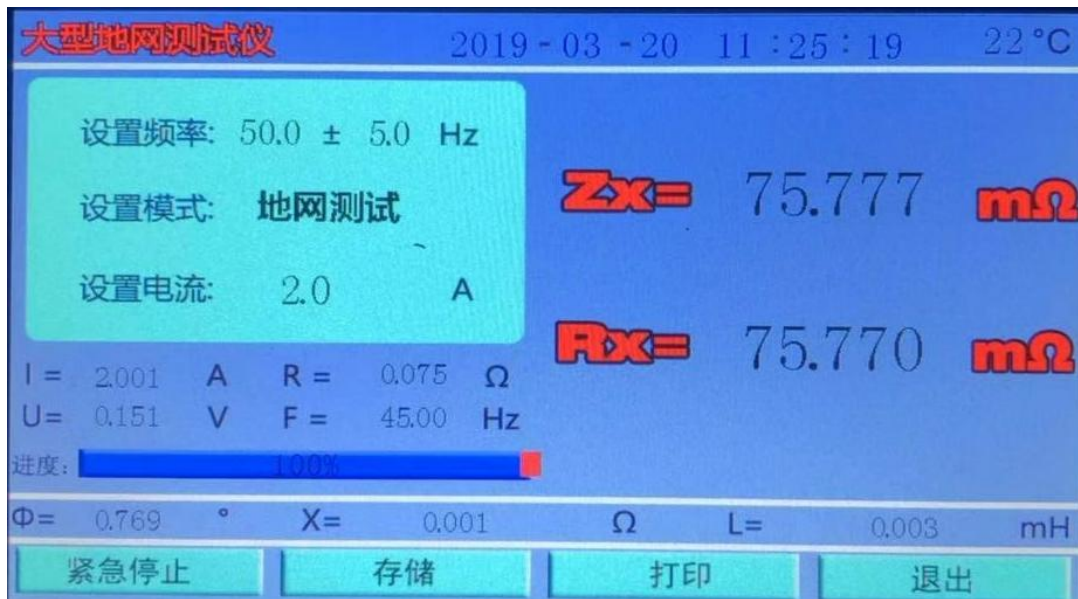 大型地网测试仪 2019-03-20 11:25:19 22°C
设置频率: 50.0 ± 5.0 Hz
设置模式: 地网测试
设置电流: 2.0 A
Zx= 75.777 mΩ
Rx= 75.770 mΩ
I = 2.001 A R = 0.075 Ω
U= 0.151 V F = 45.00 Hz
进度: 100%
Φ= 0.769 ° X= 0.001 Ω L= 0.003 mH
紧急停止 存储 打印 退出